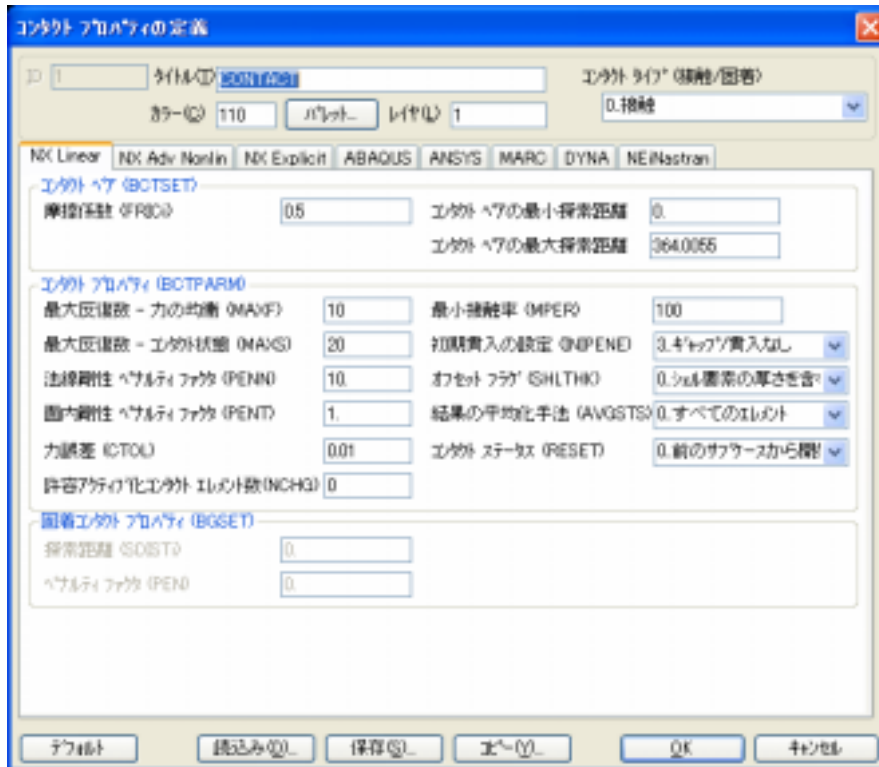 コンタクト プロパティの定義
ID 1 タイトル(T) CONTACT コンタクト タイプ (接触/固着)
カラー(C) 110 パレット... レイヤ(L) 1 0.接触
NX Linear NX Adv Nonlin NX Explicit ABAQUS ANSYS MARC DYNA NEiNastran
コンタクト ペア (BCTSET)
摩擦係数 (FRICi) 0.5 コンタクト ペアの最小探索距離 0.
コンタクト ペアの最大探索距離 364.0055
コンタクト プロパティ (BCTPARM)
最大反復数 - 力の均衡 (MAXF) 10 最小接触率 (MPER) 100
最大反復数 - コンタクト状態 (MAXS) 20 初期貫入の設定 (INIPENE) 3.ギャップ/貫入なし
法線剛性 ペナルティ ファクタ (PENN) 10. オフセット フラグ (SHLTHK) 0.シェル要素の厚さを含
面内剛性 ペナルティ ファクタ (PENT) 1. 結果の平均化手法 (AVGSTS) 0.すべてのエレメント
力誤差 (CTOL) 0.01 コンタクト ステータス (RESET) 0.前のサブケースから開
許容アクティブ化コンタクト エレメント数(NCHG) 0
固着コンタクト プロパティ (BGSET)
探索距離 (SDISTi) 0.
ペナルティ ファクタ (PEN) 0.
デフォルト 読込み(O)... 保存(S)... コピー(Y)... OK キャンセル